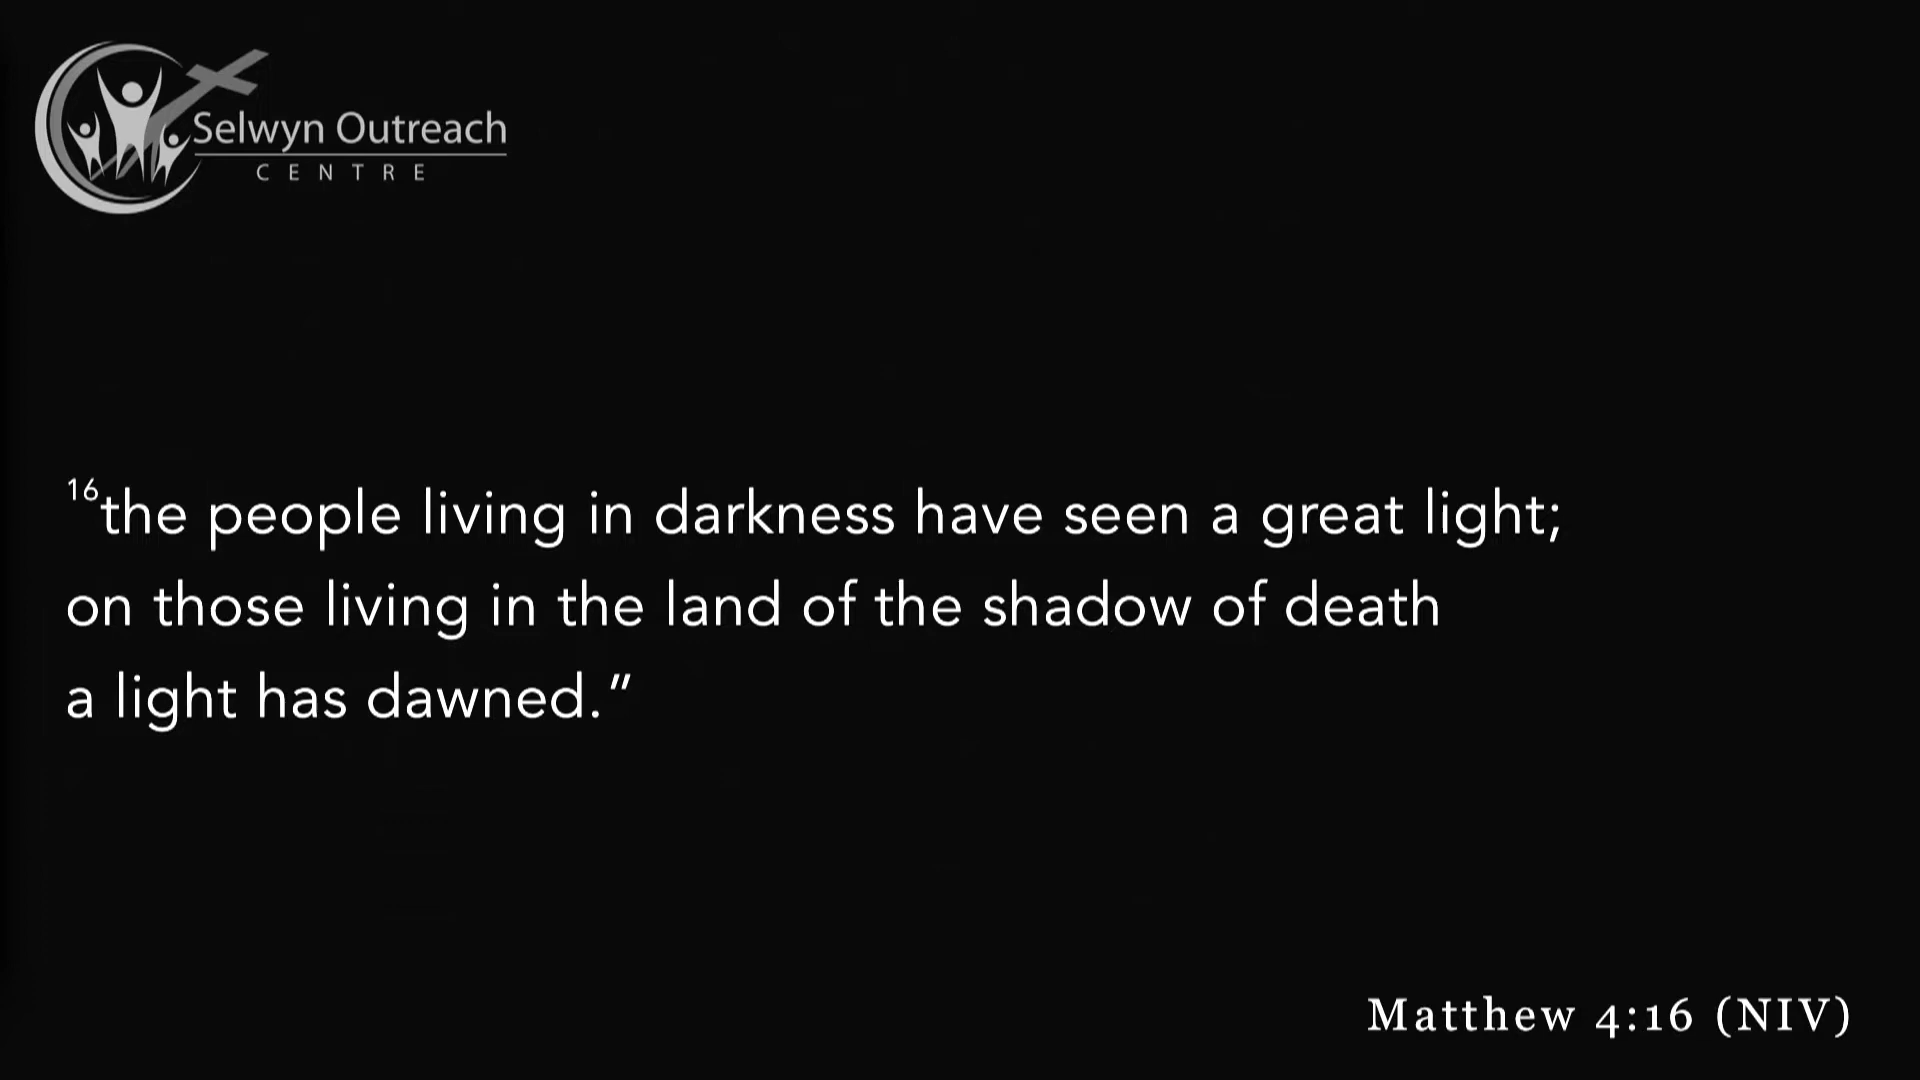 Selwyn Outreach
CENTRE
16the people living in darkness have seen a great light;
on those living in the land of the shadow of death
a light has dawned.”
Matthew 4:16 (NIV)